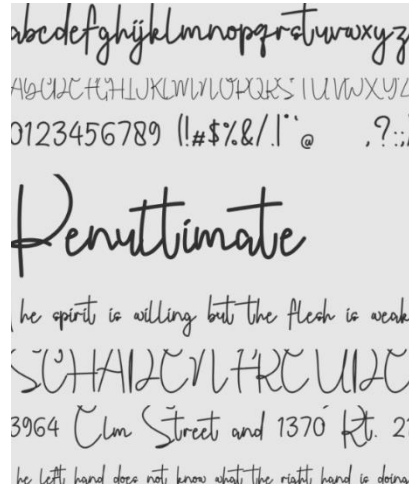 abcdefghijklmnopqrstuvwxyz
ABCDEFGHIJKLMNOPQRSTUVWXYZ
0123456789 (!#$%&/.|¨`@ ,?:;
Penultimate
he spirit is willing but the flesh is weak
SCHADENFREUDE
3964 Elm Street and 1370 Rt. 21
he left hand does not know what the right hand is doing